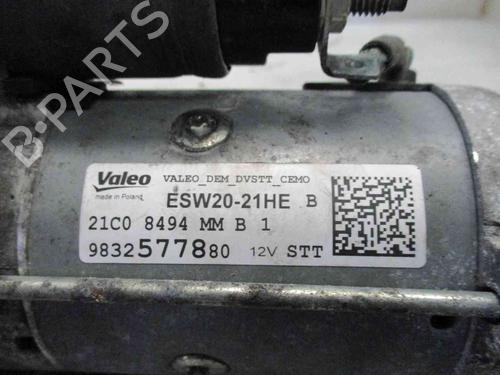 B-PARTS
Valeo VALEO_DEM_DVSTT_CEMO
made in Poland
ESW20-21HE B
21C0 8494 MM B 1
9832577880 12V STT